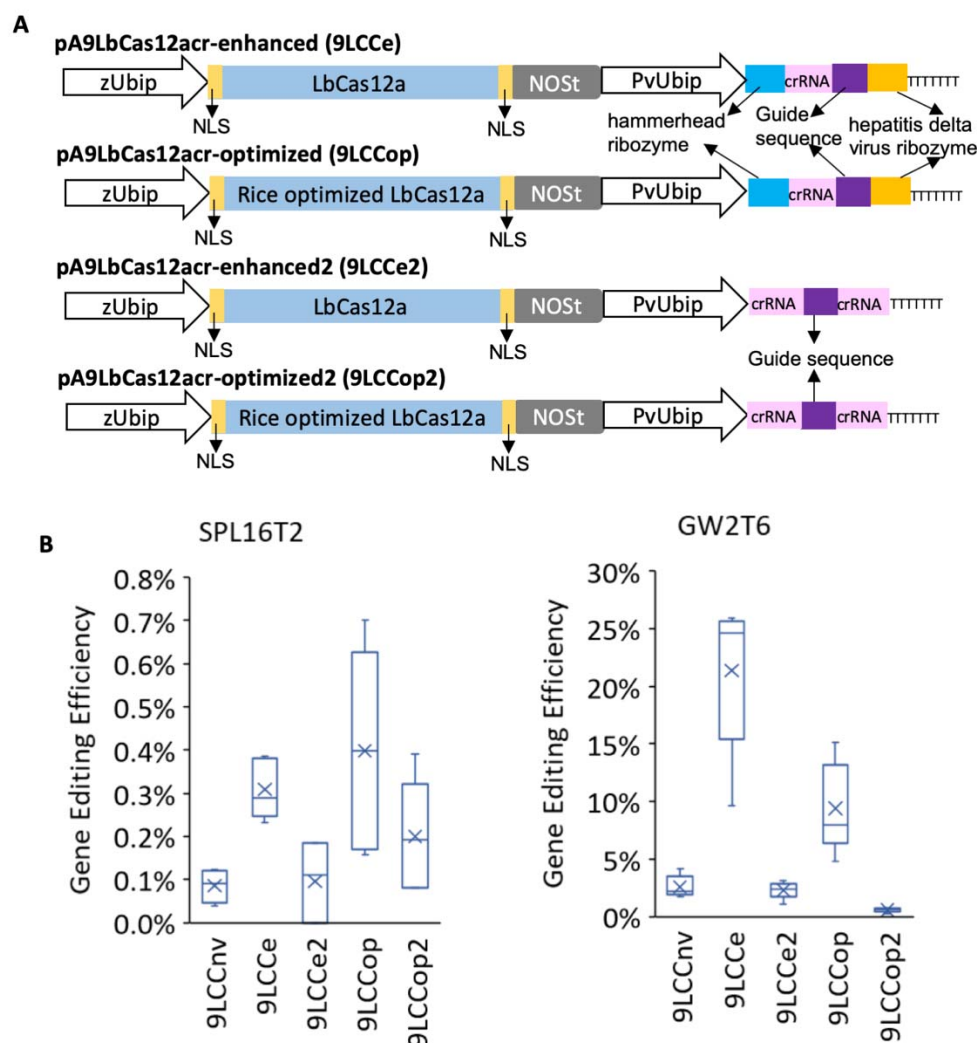 A
pA9LbCas12acr-enhanced (9LCCe)
zUbip LbCas12a NOSt PvUbip crRNA TTTTTTT
NLS NLS
hammerhead ribozyme
Guide sequence
hepatitis delta virus ribozyme
pA9LbCas12acr-optimized (9LCCop)
zUbip Rice optimized LbCas12a NOSt PvUbip crRNA TTTTTTT
NLS NLS
pA9LbCas12acr-enhanced2 (9LCCe2)
zUbip LbCas12a NOSt PvUbip crRNA crRNA TTTTTTT
NLS NLS
Guide sequence
pA9LbCas12acr-optimized2 (9LCCop2)
zUbip Rice optimized LbCas12a NOSt PvUbip crRNA crRNA TTTTTTT
NLS NLS
B
SPL16T2
Gene Editing Efficiency
0.8%
0.7%
0.6%
0.5%
0.4%
0.3%
0.2%
0.1%
0.0%
9LCCnv
9LCCe
9LCCe2
9LCCop
9LCCop2
GW2T6
Gene Editing Efficiency
30%
25%
20%
15%
10%
5%
0%
9LCCnv
9LCCe
9LCCe2
9LCCop
9LCCop2